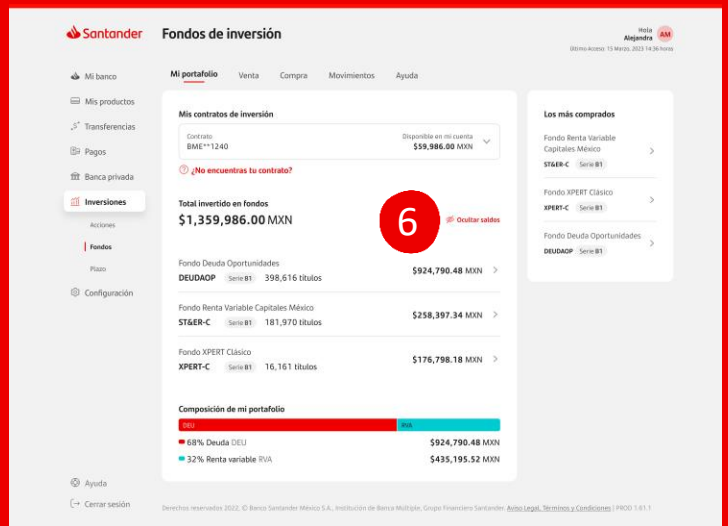 Santander
Fondos de inversión
Hola
Alejandra
AM
Último Acceso: 15 Marzo, 2023 14:36 horas
Mi banco
Mis productos
Transferencias
Pagos
Banca privada
Inversiones
Acciones
Fondos
Plazo
Configuración
Ayuda
Cerrar sesión
Mi portafolio Venta Compra Movimientos Ayuda
Mis contratos de inversión
Contrato
BME**1240
Disponible en mi cuenta
$59,986.00 MXN
¿No encuentras tu contrato?
Total invertido en fondos
$1,359,986.00 MXN
6
Ocultar saldos
Fondo Deuda Oportunidades
DEUDAOP Serie B1 398,616 títulos
$924,790.48 MXN
Fondo Renta Variable Capitales México
ST&ER-C Serie B1 181,970 títulos
$258,397.34 MXN
Fondo XPERT Clásico
XPERT-C Serie B1 16,161 títulos
$176,798.18 MXN
Composición de mi portafolio
DEU RVA
68% Deuda DEU $924,790.48 MXN
32% Renta variable RVA $435,195.52 MXN
Los más comprados
Fondo Renta Variable
Capitales México
ST&ER-C Serie B1
Fondo XPERT Clásico
XPERT-C Serie B1
Fondo Deuda Oportunidades
DEUDAOP Serie B1
Derechos reservados 2022, © Banco Santander México S.A., Institución de Banca Múltiple, Grupo Financiero Santander. Aviso Legal, Términos y Condiciones | PROD 1.61.1